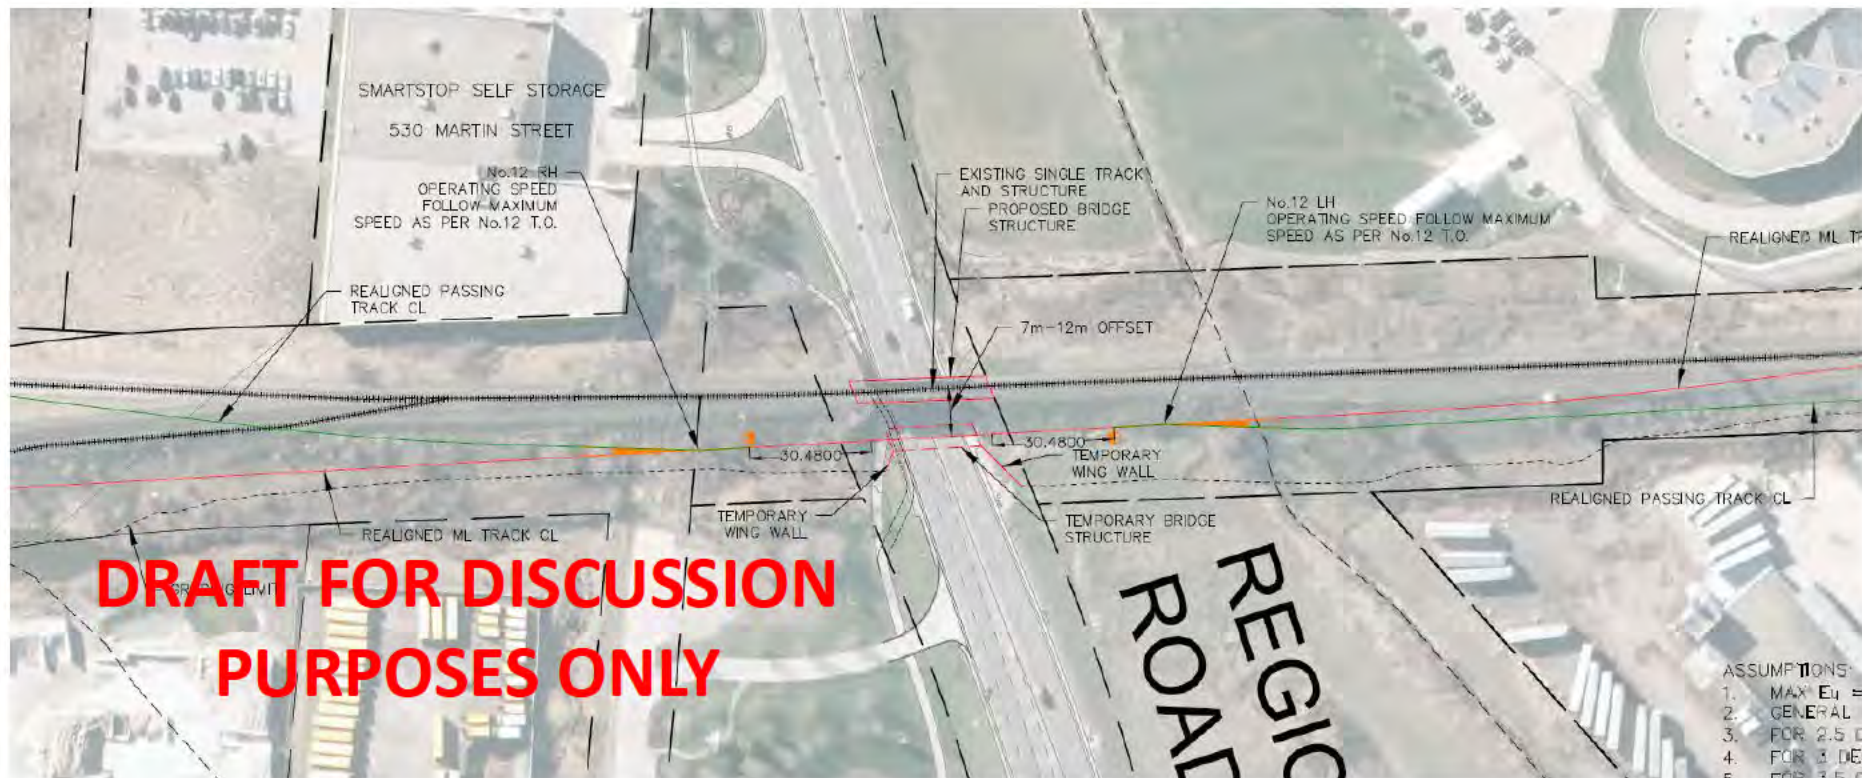 SMARTSTOP SELF STORAGE
530 MARTIN STREET
No.12 RH
OPERATING SPEED
FOLLOW MAXIMUM
SPEED AS PER No.12 T.O.
REALIGNED PASSING
TRACK CL
EXISTING SINGLE TRACK
AND STRUCTURE
PROPOSED BRIDGE
STRUCTURE
No.12 LH
OPERATING SPEED FOLLOW MAXIMUM
SPEED AS PER No.12 T.O.
REALIGNED ML
7m-12m OFFSET
30.4800
30.4800
TEMPORARY
WING WALL
TEMPORARY
WING WALL
TEMPORARY BRIDGE
STRUCTURE
REALIGNED PASSING TRACK CL
REALIGNED ML TRACK CL
GRADING LIMIT
DRAFT FOR DISCUSSION
PURPOSES ONLY
REGIO
ROAD
ASSUMPTIONS:
1. MAX Eu =
2. GENERAL
3. FOR 2.5 D
4. FOR 3 DE